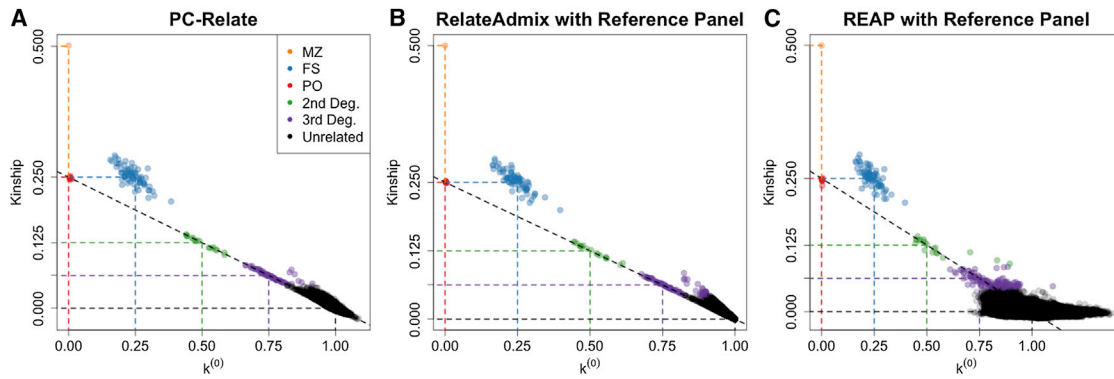 A
PC-Relate
Kinship
0.500
0.250
0.125
0.000
MZ
FS
PO
2nd Deg.
3rd Deg.
Unrelated
0.00
0.25
0.50
0.75
1.00
k(0)
B
RelateAdmix with Reference Panel
Kinship
0.500
0.250
0.125
0.000
0.00
0.25
0.50
0.75
1.00
k(0)
C
REAP with Reference Panel
Kinship
0.500
0.250
0.125
0.000
0.00
0.25
0.50
0.75
1.00
k(0)